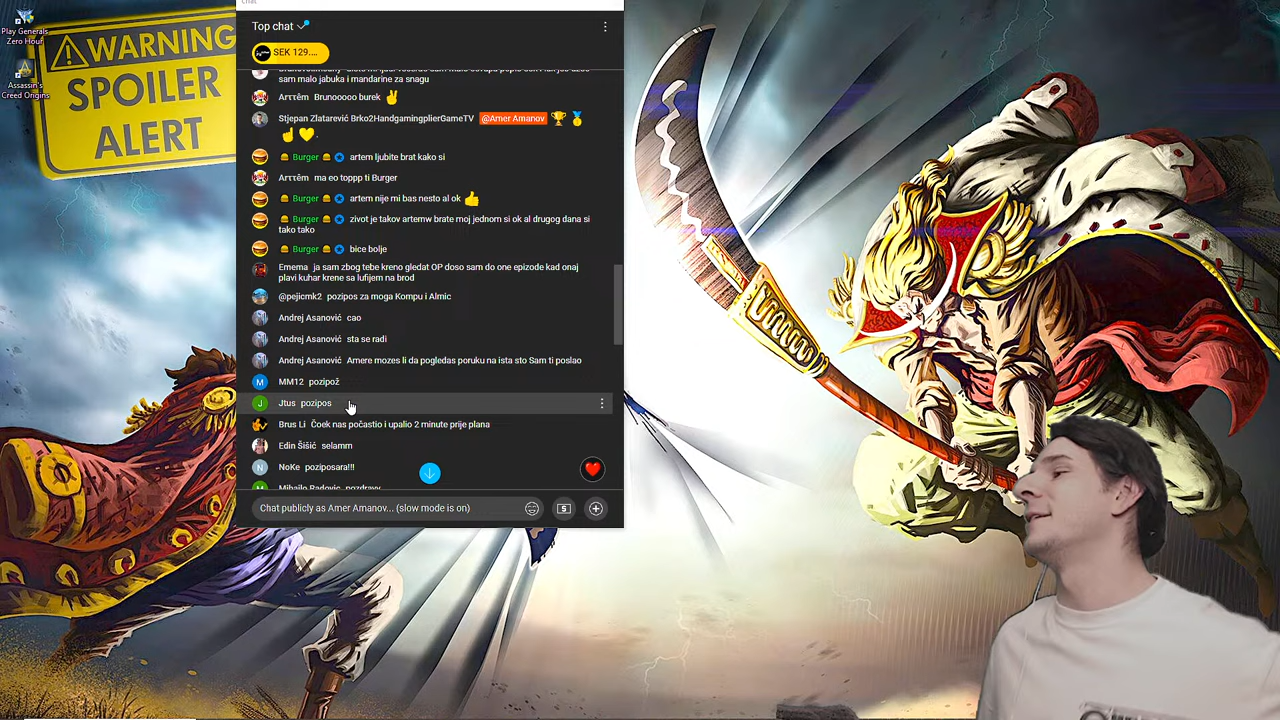 Play Generals
Zero Hour
Assassin's
Creed Origins
WARNING
SPOILER
ALERT
Top chat
SEK 129....
sam malo jabuka i mandarine za snagu
Arττêm Brunooooo burek
Stjepan Zlatarević Brko2HandgamingplierGameTV @Amer Amanov
Burger artem ljubite brat kako si
Arττêm ma eo toppp ti Burger
Burger artem nije mi bas nesto al ok
Burger zivot je takov artemw brate moj jednom si ok al drugog dana si
tako tako
Burger bice bolje
Emema ja sam zbog tebe kreno gledat OP doso sam do one epizode kad onaj
plavi kuhar krene sa lufijem na brod
@pejicmk2 pozipos za moga Kompu i Almic
Andrej Asanović cao
Andrej Asanović sta se radi
Andrej Asanović Amere mozes li da pogledas poruku na ista sto Sam ti poslao
M MM12 pozipož
J Jtus pozipos
Brus Li Čoek nas počastio i upalio 2 minute prije plana
Edin Šišić selamm
N NoKe poziposara!!!
Mihailo Radovic pozdravv
Chat publicly as Amer Amanov... (slow mode is on)